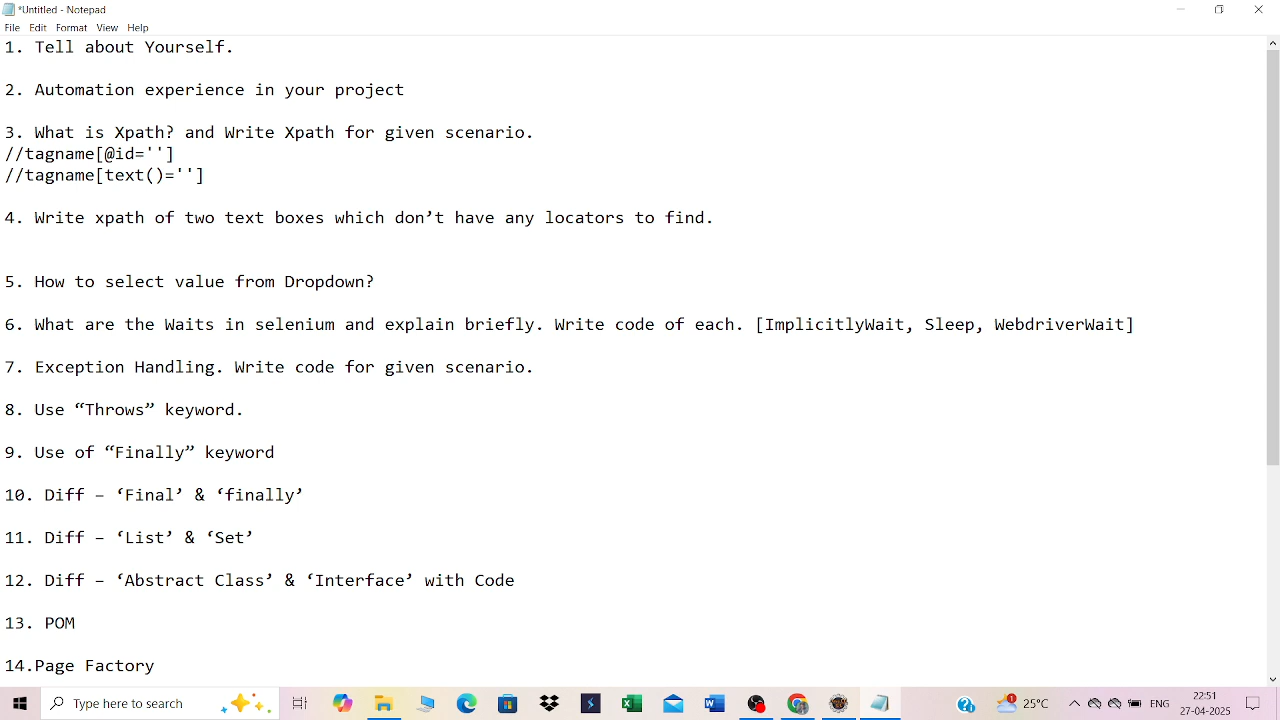 *Untitled - Notepad
File Edit Format View Help
1. Tell about Yourself.
2. Automation experience in your project
3. What is Xpath? and Write Xpath for given scenario.
//tagname[@id='']
//tagname[text()='']
4. Write xpath of two text boxes which don’t have any locators to find.
5. How to select value from Dropdown?
6. What are the Waits in selenium and explain briefly. Write code of each. [ImplicitlyWait, Sleep, WebdriverWait]
7. Exception Handling. Write code for given scenario.
8. Use “Throws” keyword.
9. Use of “Finally” keyword
10. Diff – ‘Final’ & ‘finally’
11. Diff – ‘List’ & ‘Set’
12. Diff – ‘Abstract Class’ & ‘Interface’ with Code
13. POM
14.Page Factory
Type here to search
25°C
ENG
22:51
27-04-2025